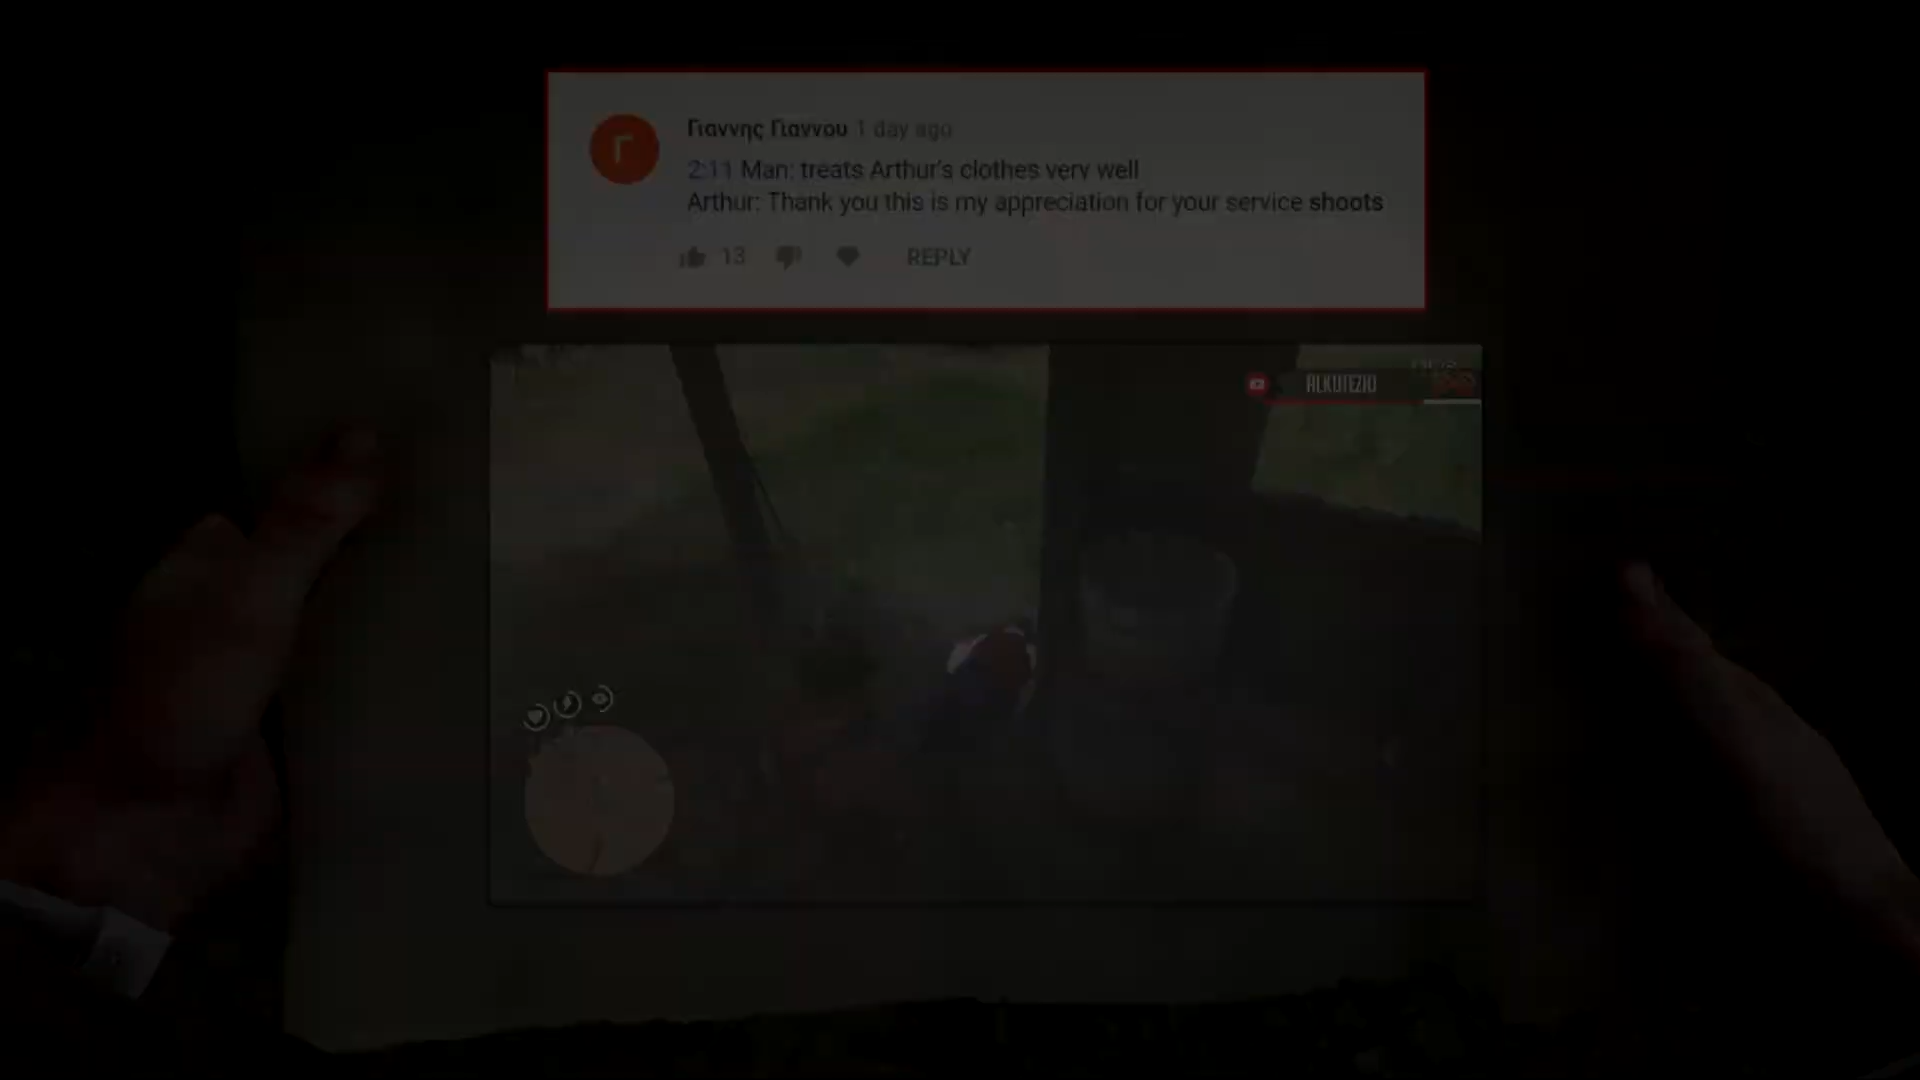 Γ
Γιαννης Γιαννου 1 day ago
2:11 Man: treats Arthur's clothes very well
Arthur: Thank you this is my appreciation for your service shoots
13 REPLY
ALKUTEZIO